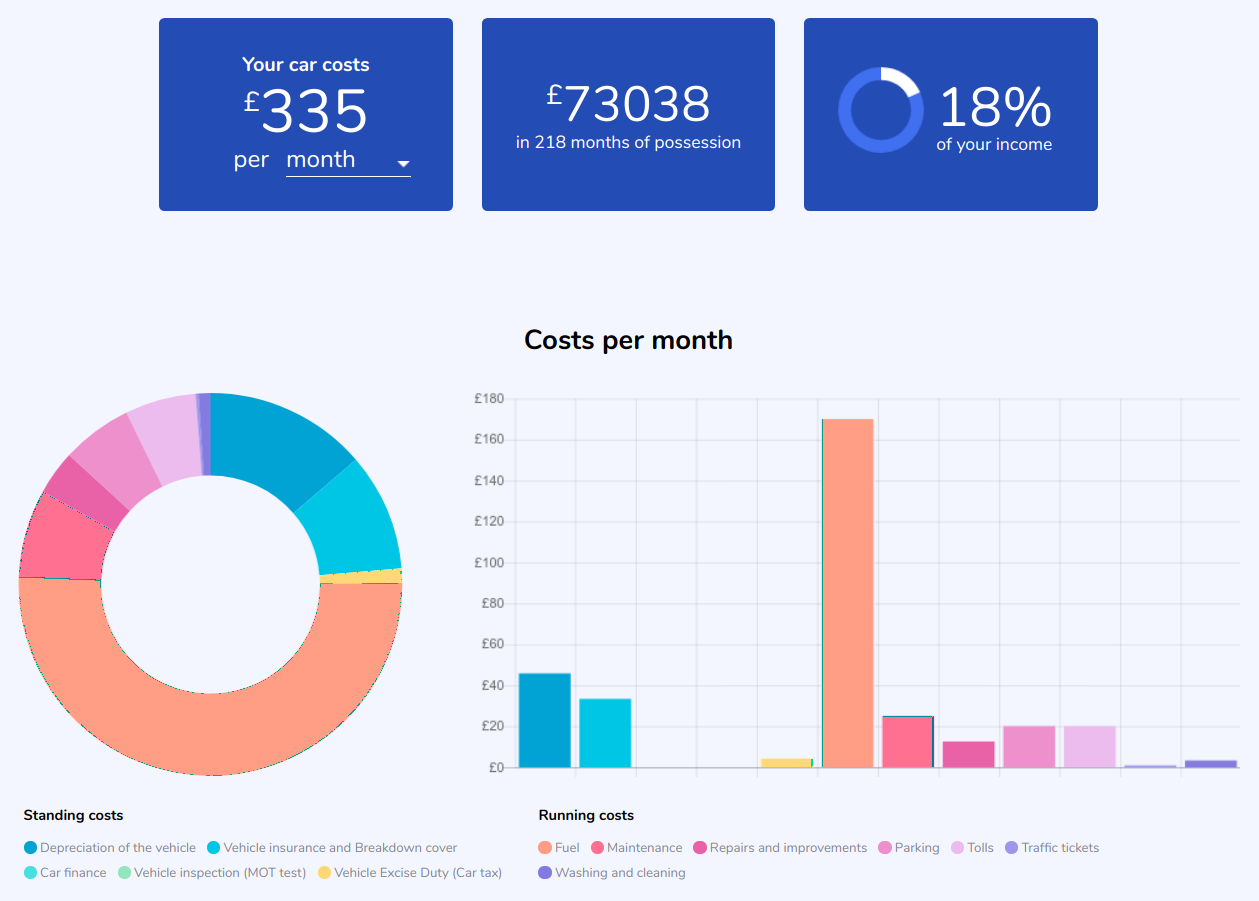 Your car costs
£335
per month
£73038
in 218 months of possession
18%
of your income
Costs per month
£180
£160
£140
£120
£100
£80
£60
£40
£20
£0
Standing costs
Depreciation of the vehicle Vehicle insurance and Breakdown cover
Car finance Vehicle inspection (MOT test) Vehicle Excise Duty (Car tax)
Running costs
Fuel Maintenance Repairs and improvements Parking Tolls Traffic tickets
Washing and cleaning